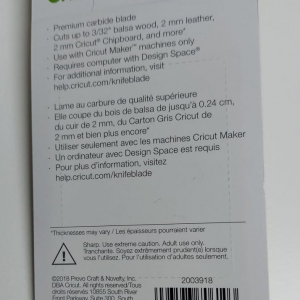 · Premium carbide blade
· Cuts up to 3/32" balsa wood, 2 mm leather,
2 mm Cricut® Chipboard, and more*
· Use with Cricut Maker™ machines only
· Requires computer with Design Space®
· For additional information, visit
help.cricut.com/knifeblade
· Lame au carbure de qualité supérieure
· Elle coupe du bois de balsa de jusqu'à 0.24 cm,
du cuir de 2 mm, du Carton Gris Cricut de
2 mm et bien plus encore*
· Utiliser seulement avec les machines Cricut Maker
· Un ordinateur avec Design Space est requis
· Pour plus d'information, visitez
help.cricut.com/knifeblade
*Thicknesses may vary / Les épaisseurs pourraient varier
Sharp. Use extreme caution. Adult use only.
Tranchante. Soyez extrêmement prudent(e) lorsque
vous l'utilisez. Pour l'utilisation d'adultes seulement.
©2018 Provo Craft & Novelty, Inc.
DBA Cricut. All rights reserved/Tous
droits réservés 10855 South River
Front Parkway, Suite 300, South
2003918